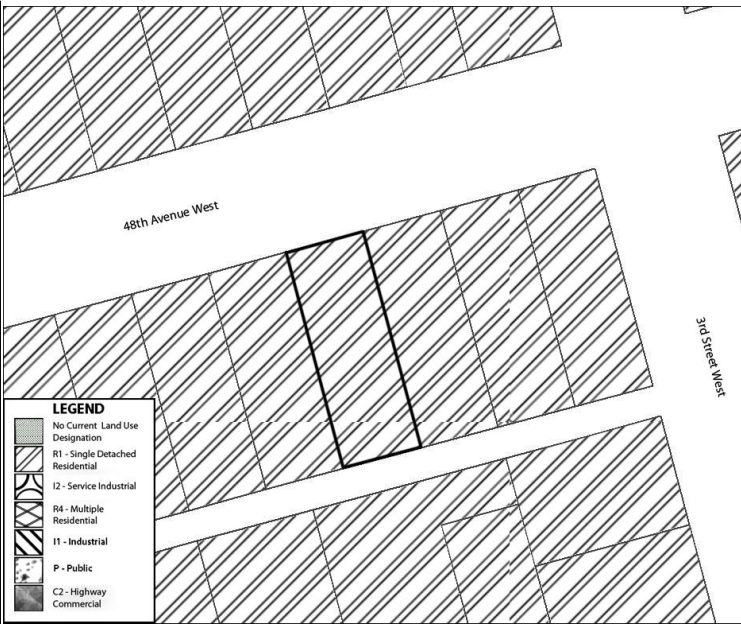 48th Avenue West
3rd Street West
LEGEND
No Current Land Use
Designation
R1 - Single Detached
Residential
I2 - Service Industrial
R4 - Multiple
Residential
I1 - Industrial
P - Public
C2 - Highway
Commercial